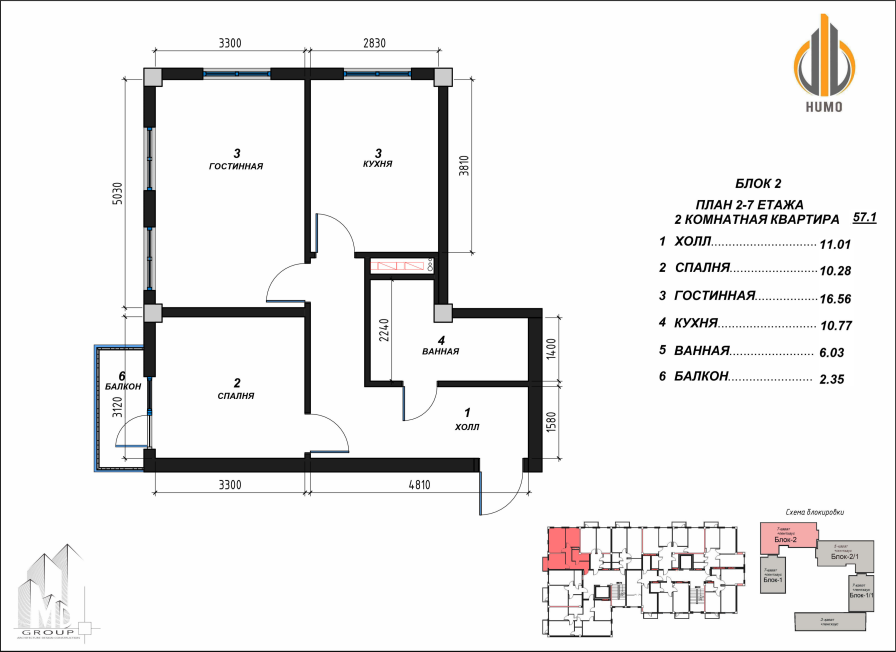 3300
2830
HUMO
5030
3810
3
ГОСТИННАЯ
3
КУХНЯ
БЛОК 2
ПЛАН 2-7 ЕТАЖА
2 КОМНАТНАЯ КВАРТИРА 57.1
1 ХОЛЛ 11.01
2 СПАЛНЯ 10.28
3 ГОСТИННАЯ 16.56
4 КУХНЯ 10.77
5 ВАННАЯ 6.03
6 БАЛКОН 2.35
2240
4
ВАННАЯ
1400
6
БАЛКОН
3120
2
СПАЛНЯ
1
ХОЛЛ
1580
3300
4810
Схема блокировки
Блок-2
Блок-2/1
Блок-1
Блок-1/1
MG
GROUP